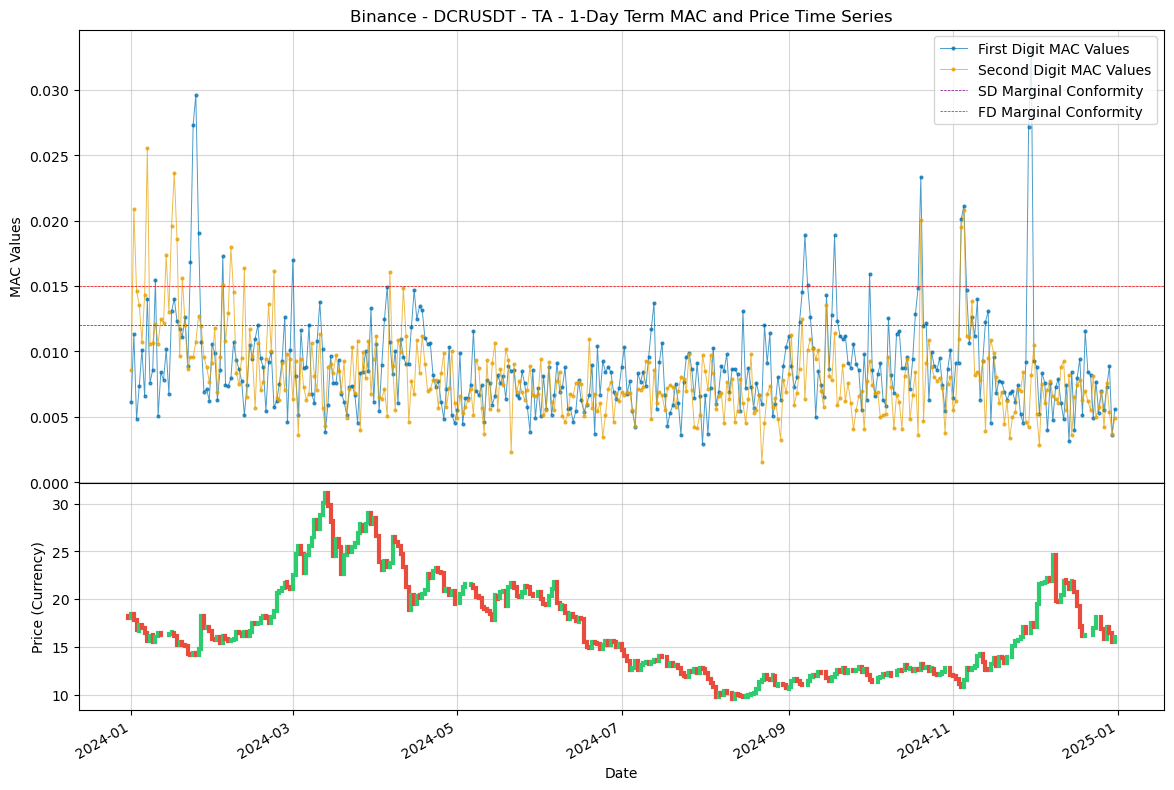 Binance - DCRUSDT - TA - 1-Day Term MAC and Price Time Series
First Digit MAC Values
Second Digit MAC Values
SD Marginal Conformity
FD Marginal Conformity
MAC Values
0.030
0.025
0.020
0.015
0.010
0.005
0.000
Price (Currency)
30
25
20
15
10
2024-01
2024-03
2024-05
2024-07
2024-09
2024-11
2025-01
Date